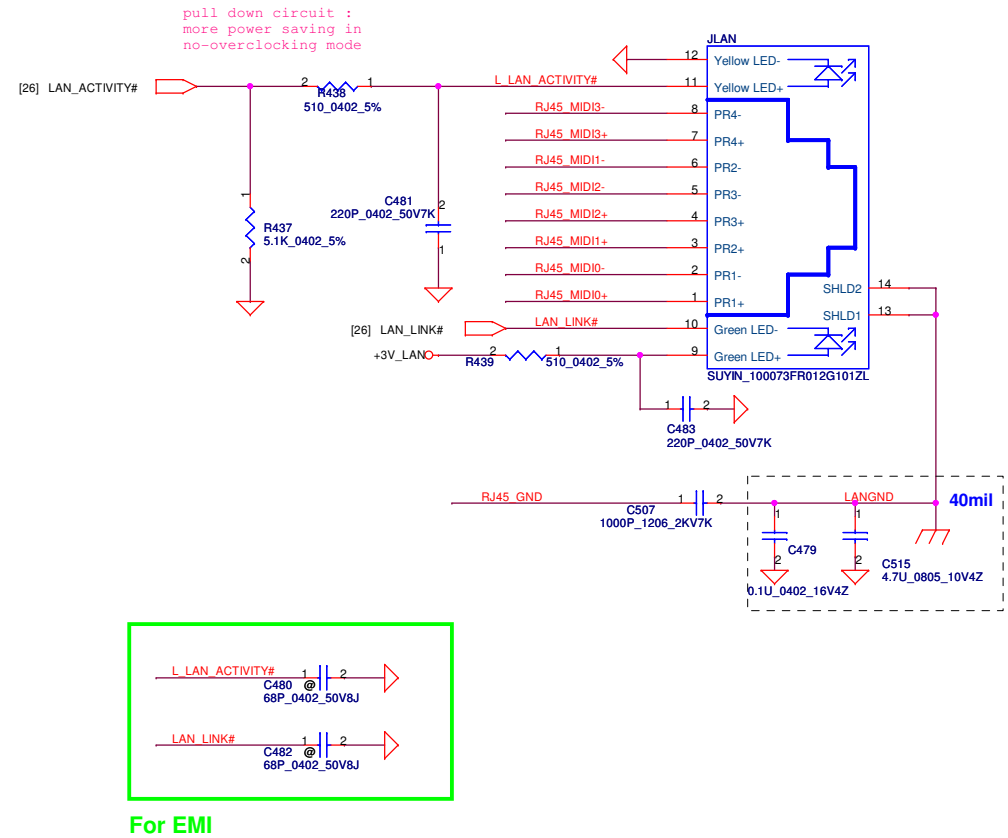 pull down circuit :
more power saving in
no-overclocking mode
JLAN
[26] LAN_ACTIVITY#
2 R438 1
510_0402_5%
L_LAN_ACTIVITY#
12 Yellow LED-
11 Yellow LED+
RJ45_MIDI3- 8 PR4-
RJ45_MIDI3+ 7 PR4+
RJ45_MIDI1- 6 PR2-
RJ45_MIDI2- 5 PR3-
RJ45_MIDI2+ 4 PR3+
RJ45_MIDI1+ 3 PR2+
RJ45_MIDI0- 2 PR1-
RJ45_MIDI0+ 1 PR1+
1
R437
5.1K_0402_5%
2
C481
220P_0402_50V7K
2
1
SHLD2 14
SHLD1 13
[26] LAN_LINK#
LAN_LINK# 10 Green LED-
+3V_LAN
R439
2 1
510_0402_5%
9 Green LED+
SUYIN_100073FR012G101ZL
1 2
C483
220P_0402_50V7K
RJ45_GND
1 2
C507
1000P_1206_2KV7K
LANGND
40mil
1
C479
2
0.1U_0402_16V4Z
1
C515
2
4.7U_0805_10V4Z
L_LAN_ACTIVITY#
1 2
C480 @
68P_0402_50V8J
LAN_LINK#
1 2
C482 @
68P_0402_50V8J
For EMI